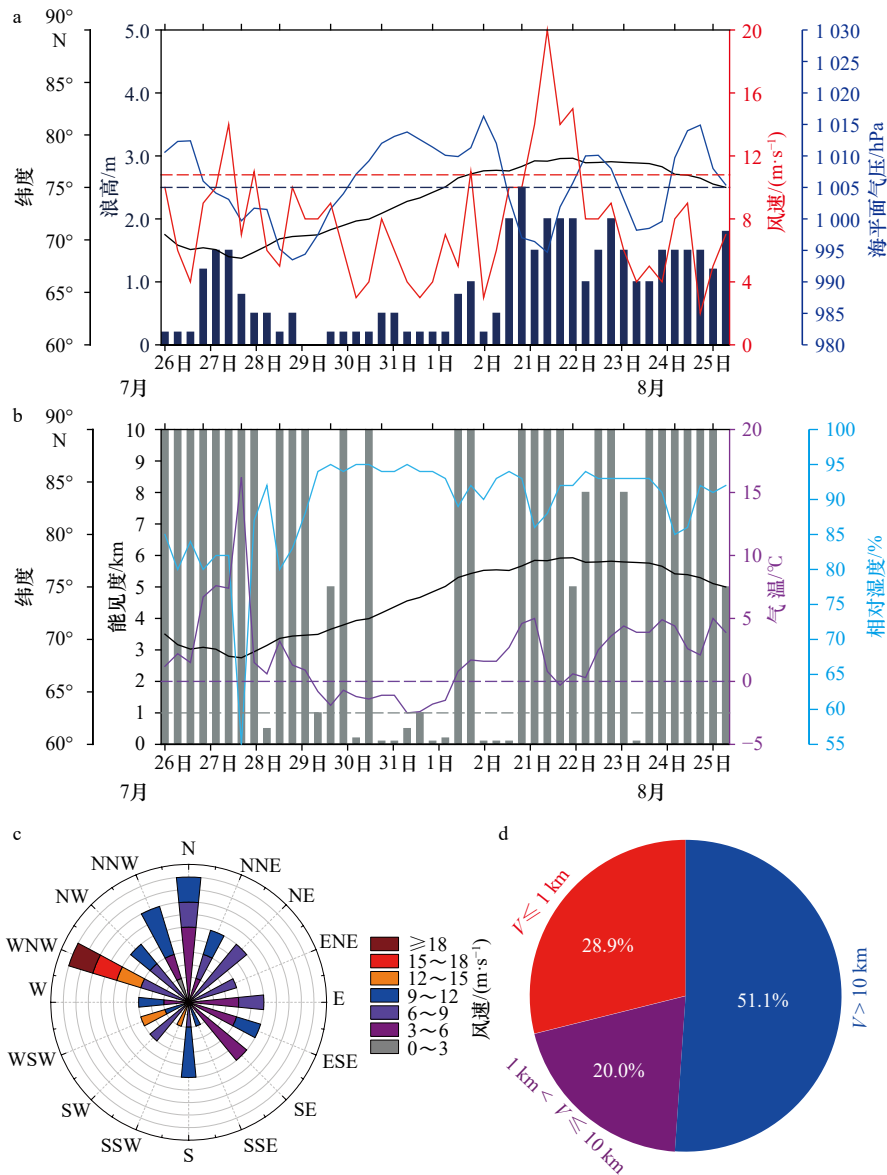 a
90°
N
85°
80°
75°
70°
65°
60°
纬度
5.0
4.0
3.0
2.0
1.0
0
浪高/m
20
16
12
8
4
0
风速/(m·s⁻¹)
1 030
1 025
1 020
1 015
1 010
1 005
1 000
995
990
985
980
海平面气压/hPa
26日 27日 28日 29日 30日 31日 1日 2日 21日 22日 23日 24日 25日
7月 8月
b
90°
N
85°
80°
75°
70°
65°
60°
纬度
10
9
8
7
6
5
4
3
2
1
0
能见度/km
20
15
10
5
0
−5
气温/℃
100
95
90
85
80
75
70
65
60
55
相对湿度/%
26日 27日 28日 29日 30日 31日 1日 2日 21日 22日 23日 24日 25日
7月 8月
c
N
NNE
NE
ENE
E
ESE
SE
SSE
S
SSW
SW
WSW
W
WNW
NW
NNW
≥18
15～18
12～15
9～12
6～9
3～6
0～3
风速/(m·s⁻¹)
d
V≤ 1 km
28.9%
51.1%
V > 10 km
20.0%
1 km < V ≤ 10 km